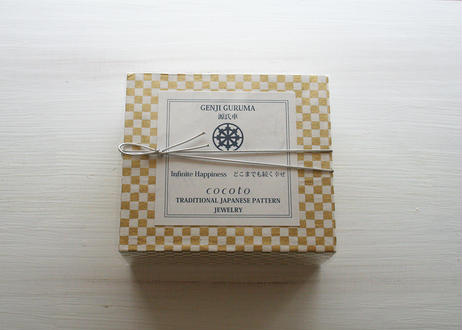 GENJI GURUMA
源氏車
Infinite Happiness どこまでも続く幸せ
cocoto
TRADITIONAL JAPANESE PATTERN
JEWELRY